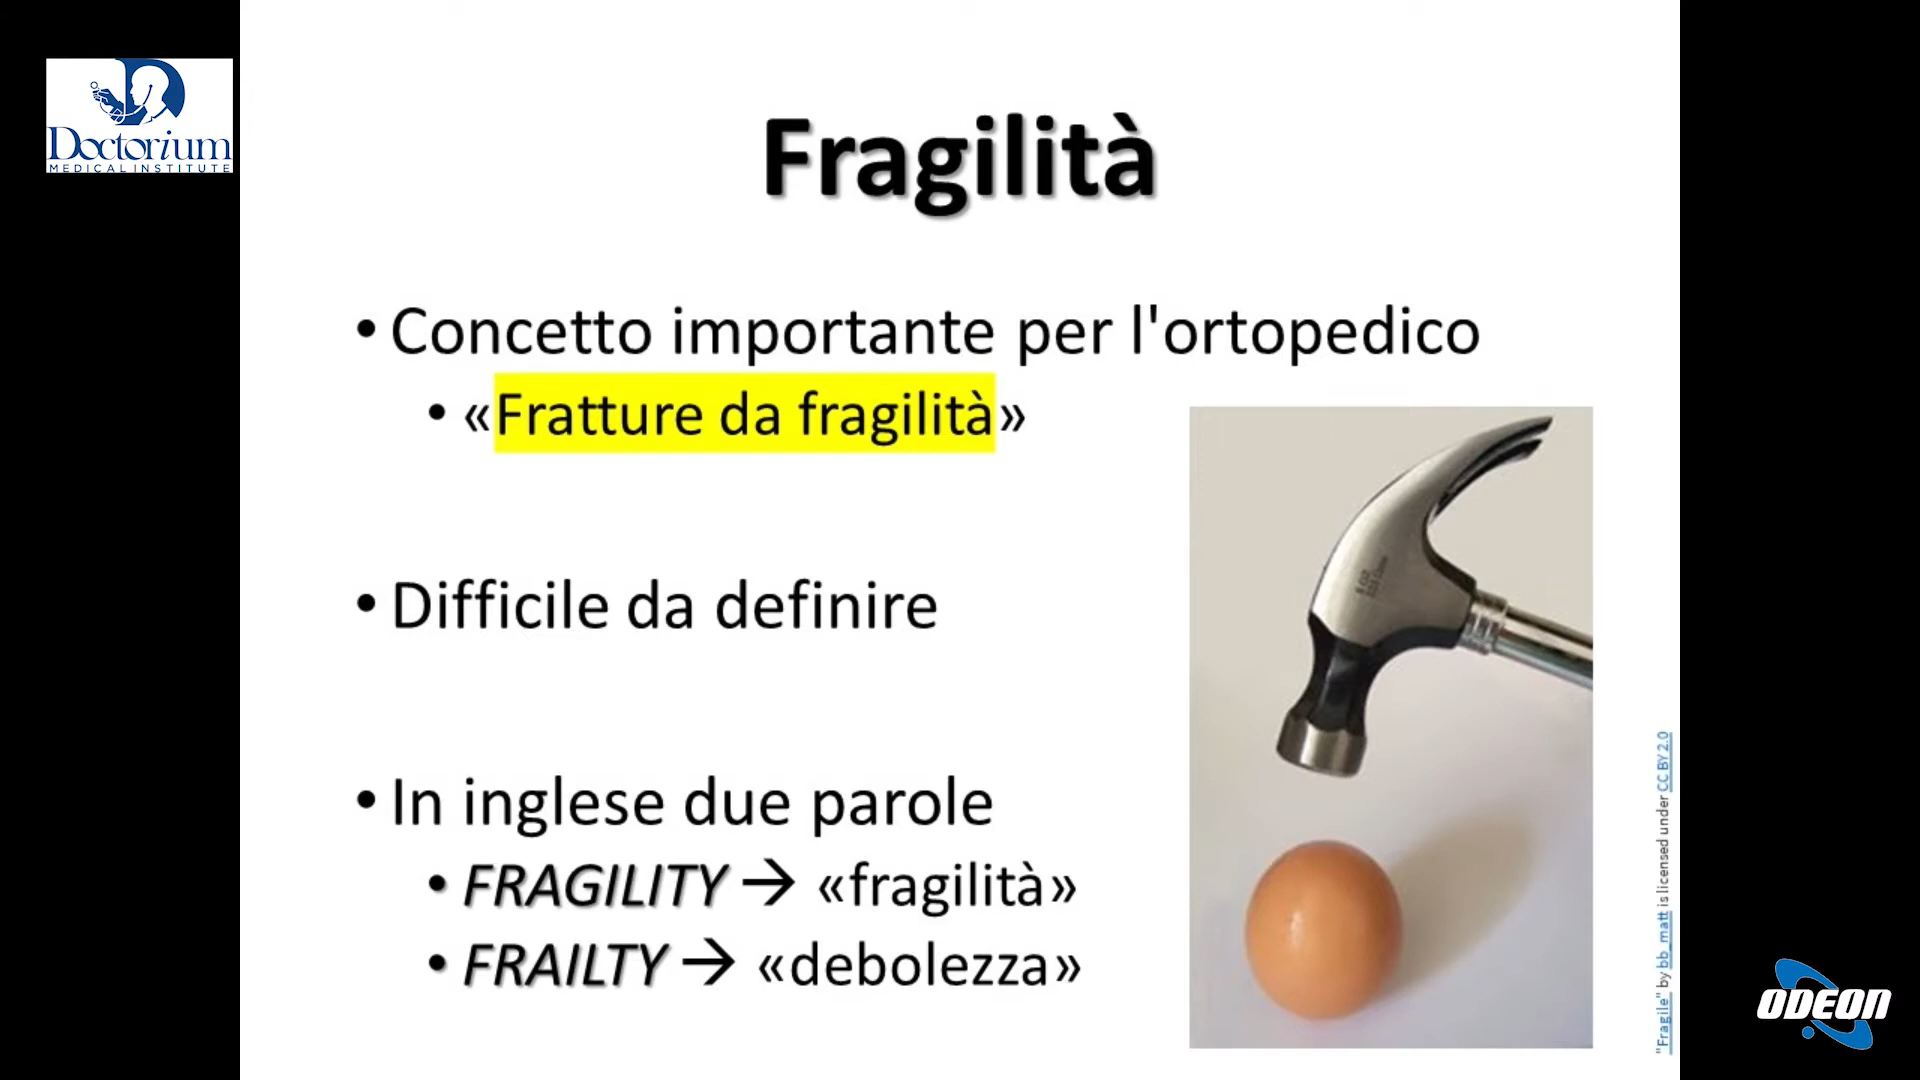 Doctorium
MEDICAL INSTITUTE
Fragilità
• Concetto importante per l'ortopedico
• «Fratture da fragilità»
• Difficile da definire
• In inglese due parole
• FRAGILITY → «fragilità»
• FRAILTY → «debolezza»
"Fragile" by bb_matt is licensed under CC BY 2.0
ODEON